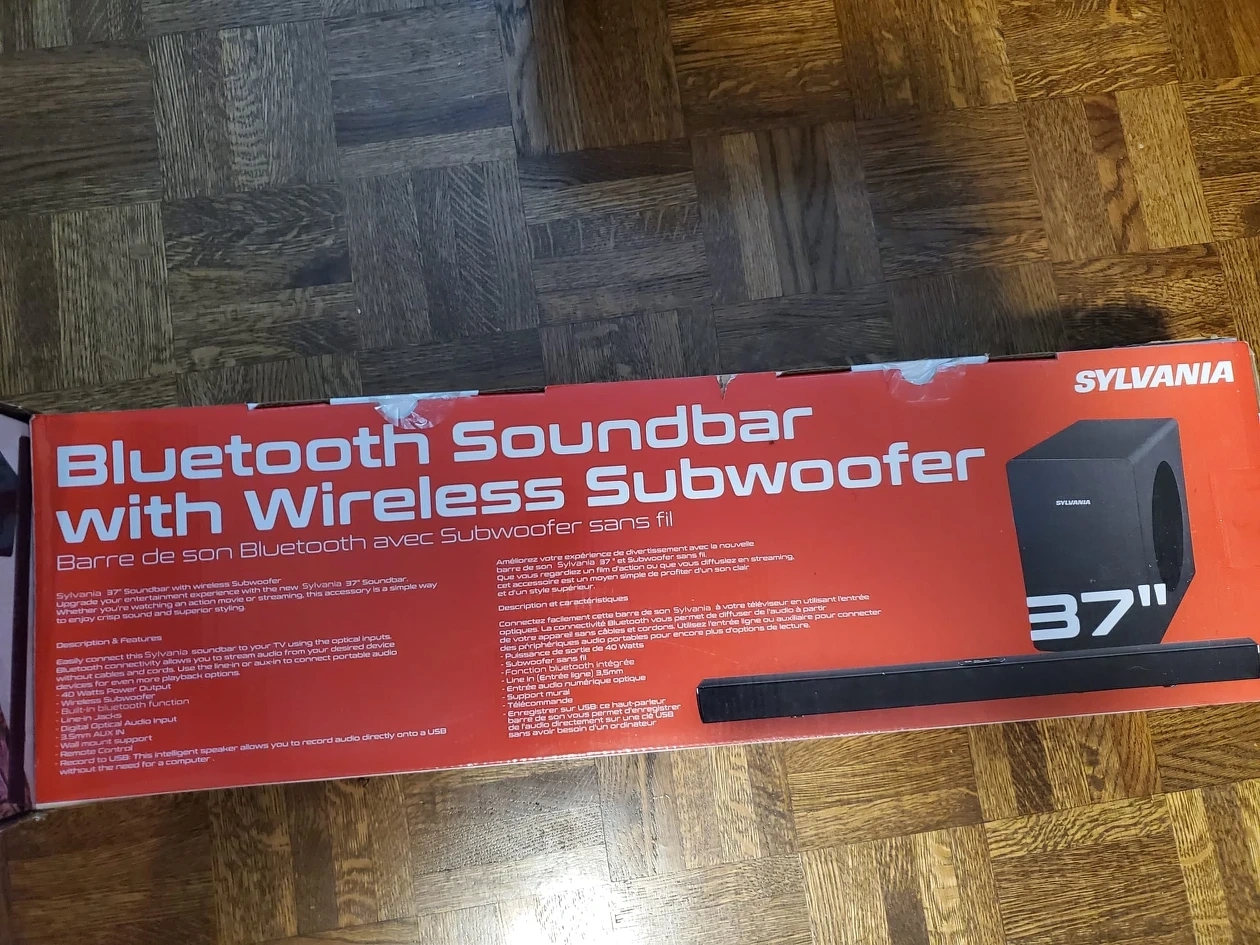 SYLVANIA
Bluetooth Soundbar
with Wireless Subwoofer
Barre de son Bluetooth avec Subwoofer sans fil
Sylvania 37" Soundbar with wireless Subwoofer
Upgrade your entertainment experience with the new Sylvania 37" Soundbar.
Whether you're watching an action movie or streaming, this accessory is a simple way
to enjoy crisp sound and superior styling.
Description & Features
Easily connect this Sylvania soundbar to your TV using the optical inputs.
Bluetooth connectivity allows you to stream audio from your desired device
without cables and cords. Use the line-in or aux-in to connect portable audio
devices for even more playback options.
- 40 Watts Power Output
- Wireless Subwoofer
- Built-in bluetooth function
- Line-in Jacks
- Digital Optical Audio Input
- 3.5mm AUX IN
- Wall mount support
- Remote Control
- Record to USB: This intelligent speaker allows you to record audio directly onto a USB
without the need for a computer .
Améliorez votre expérience de divertissement avec la nouvelle
barre de son Sylvania 37 " et Subwoofer sans fil.
Que vous regardiez un film d'action ou que vous diffusiez en streaming,
cet accessoire est un moyen simple de profiter d'un son clair
et d'un style supérieur.
Description et caractéristiques
Connectez facilement cette barre de son Sylvania à votre téléviseur en utilisant l'entrée
optiques. La connectivité Bluetooth vous permet de diffuser de l'audio à partir
de votre appareil sans câbles et cordons. Utilisez l'entrée ligne ou auxiliaire pour connecter
des périphériques audio portables pour encore plus d'options de lecture.
- Puissance de sortie de 40 Watts
- Subwoofer sans fil
- Fonction bluetooth intégrée
- Line in (Entrée ligne) 3,5mm
- Entrée audio numérique optique
- Support mural
- Télécommande
- Enregistrer sur USB: ce haut-parleur
barre de son vous permet d'enregistrer
de l'audio directement sur une clé USB
sans avoir besoin d'un ordinateur
SYLVANIA
37"